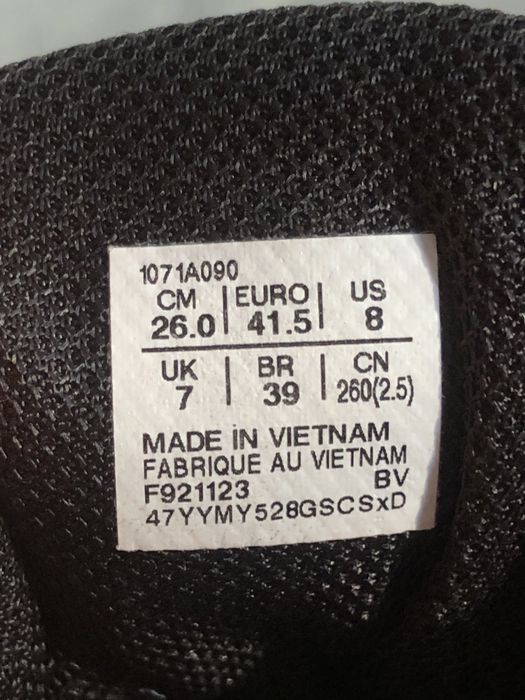 1071A090
CM | EURO | US
26.0 | 41.5 | 8
UK | BR | CN
7 | 39 | 260(2.5)
MADE iN VIETNAM
FABRIQUE AU VIETNAM
F921123 BV
47YYMY528GSCSxD